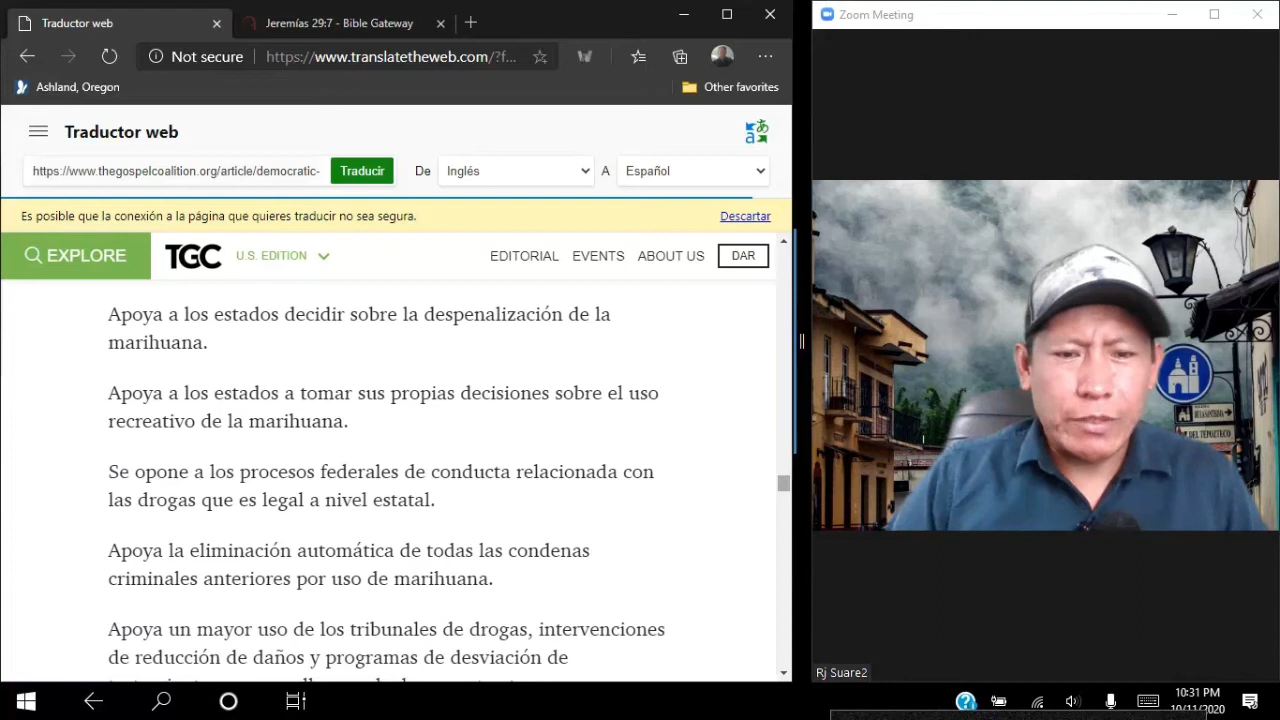 Traductor web
Jeremías 29:7 - Bible Gateway
Zoom Meeting
Not secure
https://www.translatetheweb.com/?f...
Ashland, Oregon
Other favorites
Traductor web
https://www.thegospelcoalition.org/article/democratic-
Traducir
De
Inglés
A
Español
Es posible que la conexión a la página que quieres traducir no sea segura.
Descartar
EXPLORE
TGC
U.S. EDITION
EDITORIAL
EVENTS
ABOUT US
DAR
Apoya a los estados decidir sobre la despenalización de la
marihuana.
Apoya a los estados a tomar sus propias decisiones sobre el uso
recreativo de la marihuana.
Se opone a los procesos federales de conducta relacionada con
las drogas que es legal a nivel estatal.
Apoya la eliminación automática de todas las condenas
criminales anteriores por uso de marihuana.
Apoya un mayor uso de los tribunales de drogas, intervenciones
de reducción de daños y programas de desviación de
DEL TEPOZTECO
Rj Suare2
10:31 PM
10/11/2020